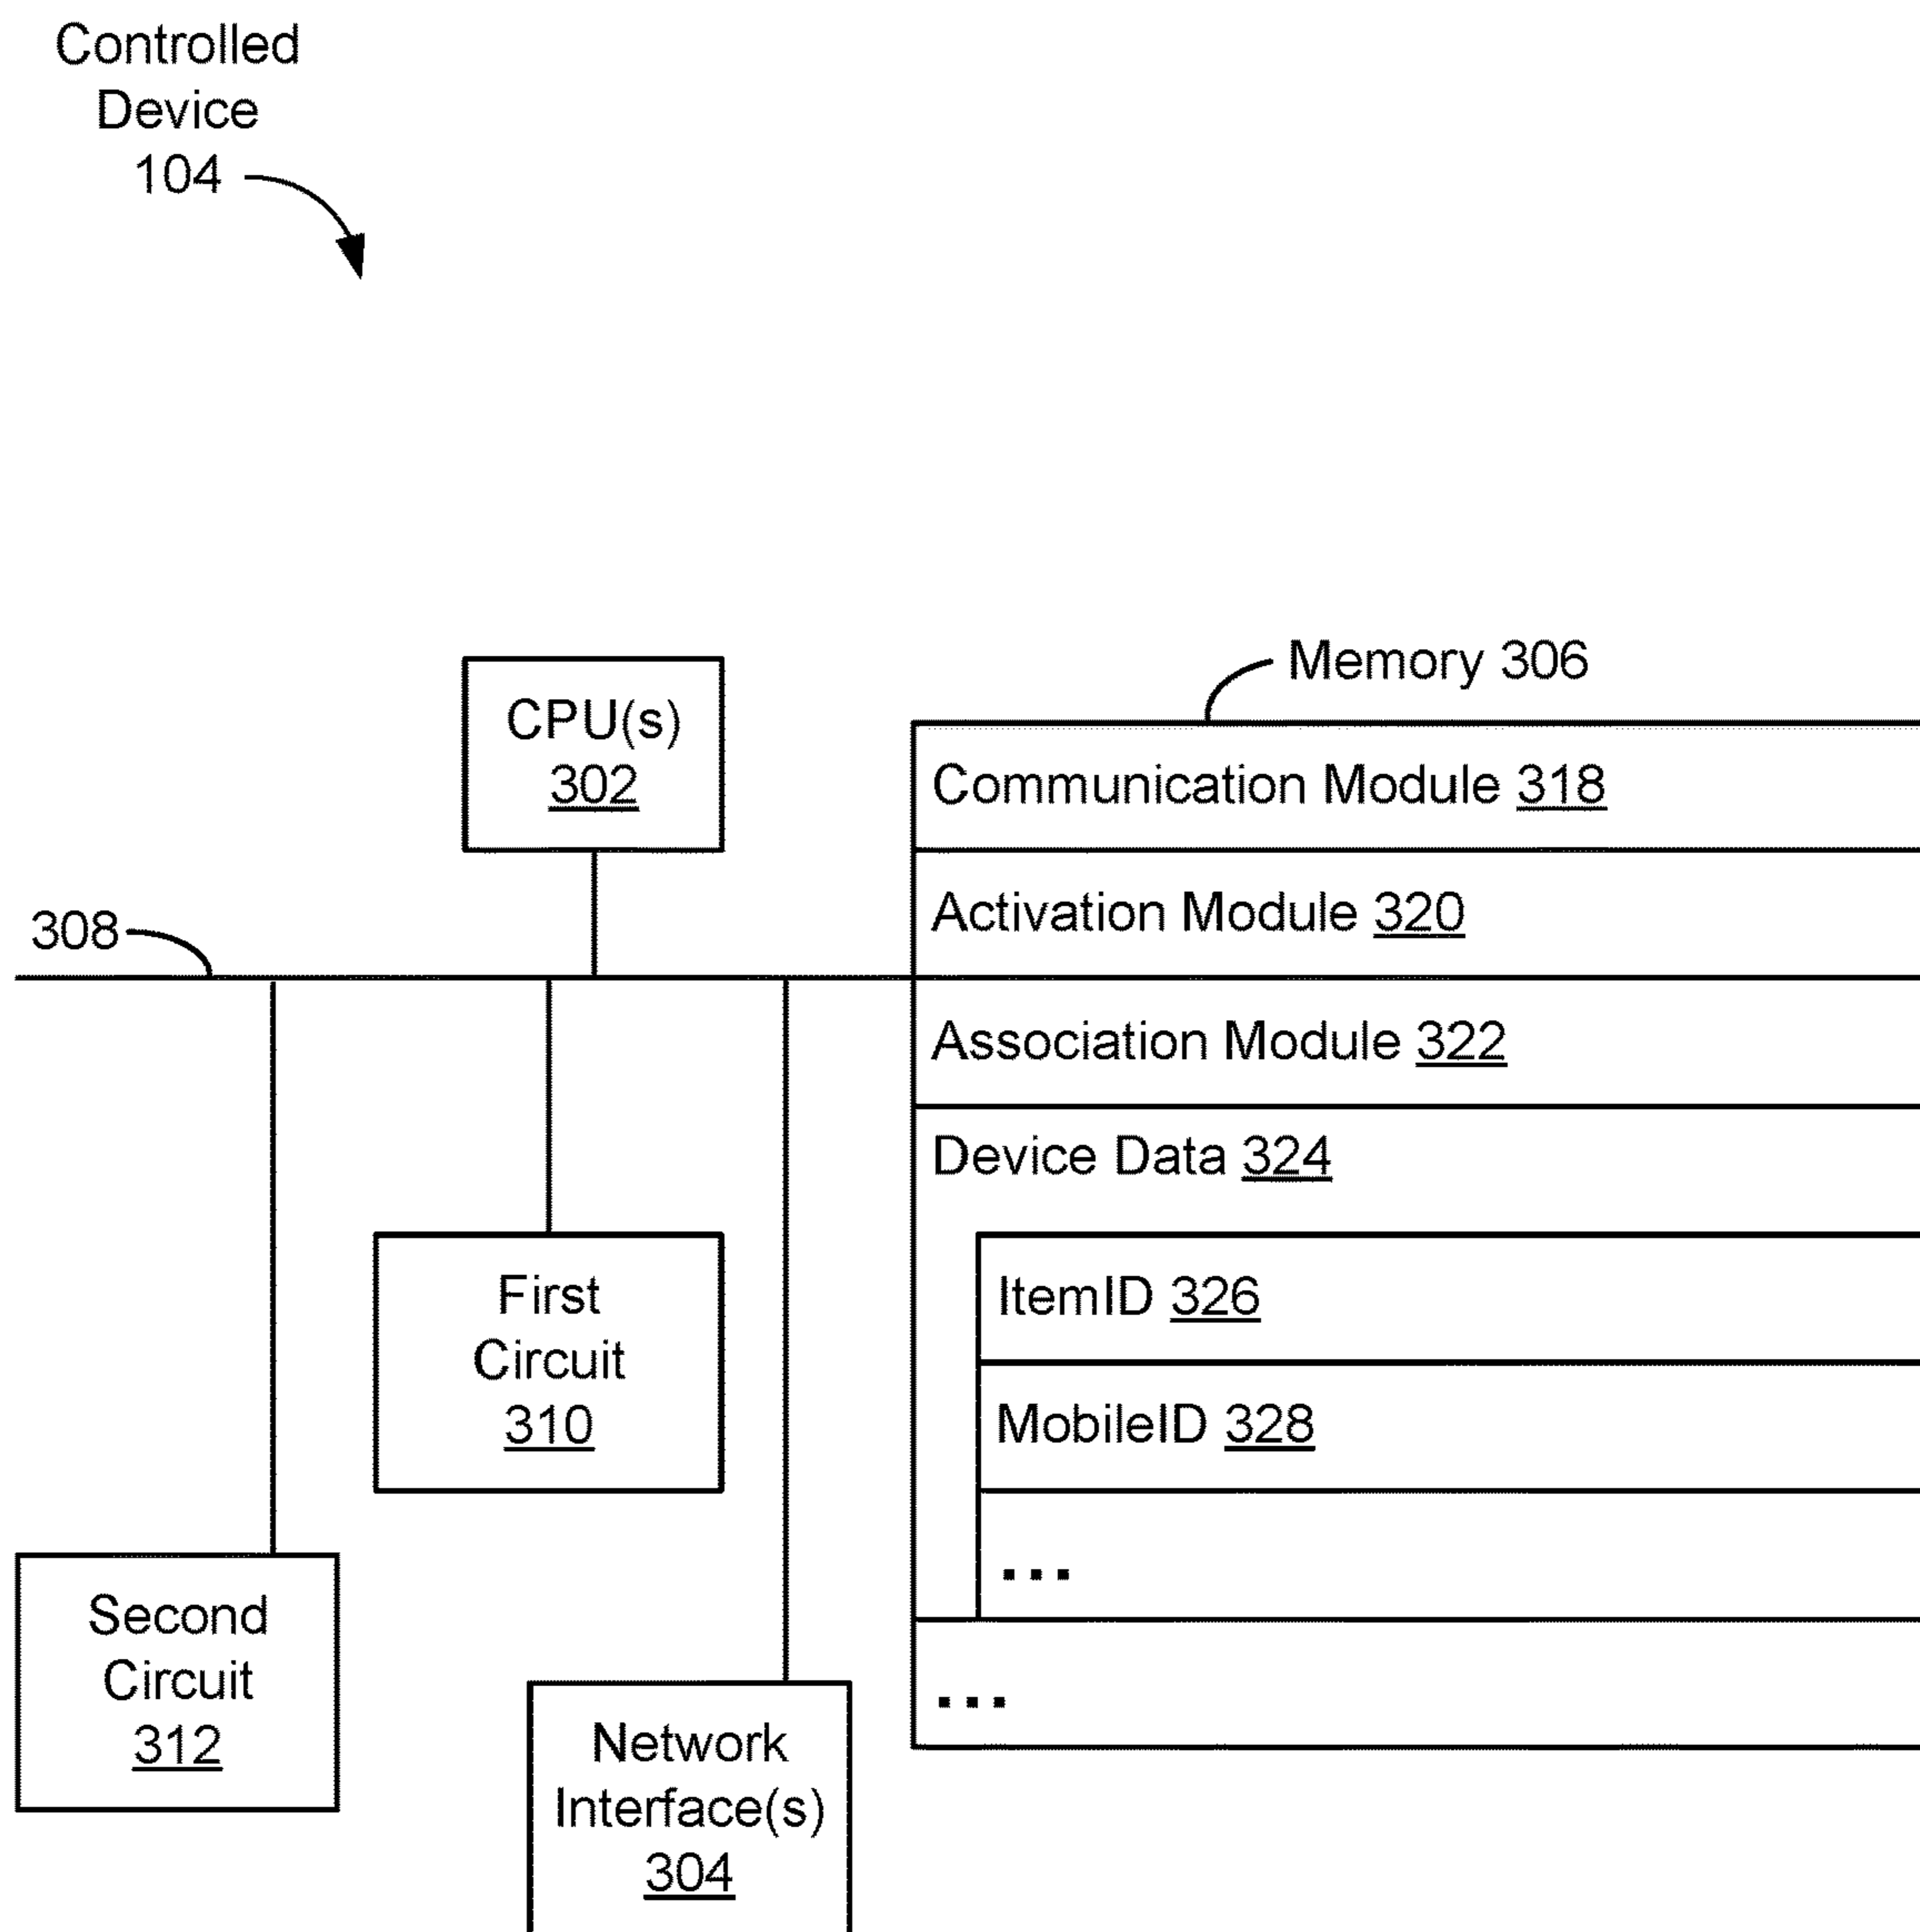 Controlled
Device
104
Memory 306
CPU(s)
302
Communication Module 318
Activation Module 320
308
Association Module 322
Device Data 324
First
Circuit
310
ItemID 326
MobileID 328
...
Second
Circuit
312
...
Network
Interface(s)
304